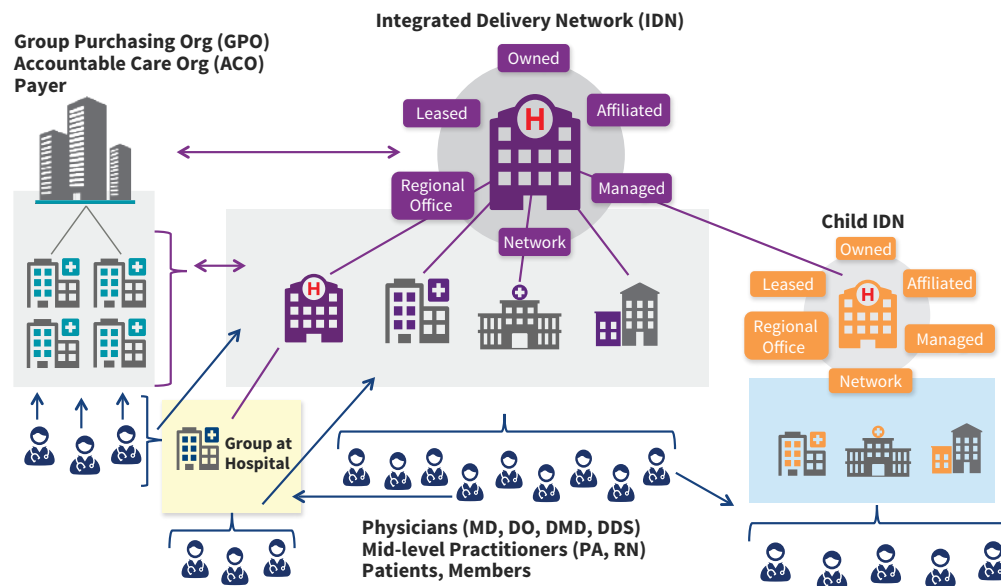 Integrated Delivery Network (IDN)
Group Purchasing Org (GPO)
Accountable Care Org (ACO)
Payer
Owned
Leased
Affiliated
H
Regional
Office
Managed
Network
Child IDN
Owned
Leased
Affiliated
H
Regional
Office
Managed
Network
H
Group at
Hospital
Physicians (MD, DO, DMD, DDS)
Mid-level Practitioners (PA, RN)
Patients, Members